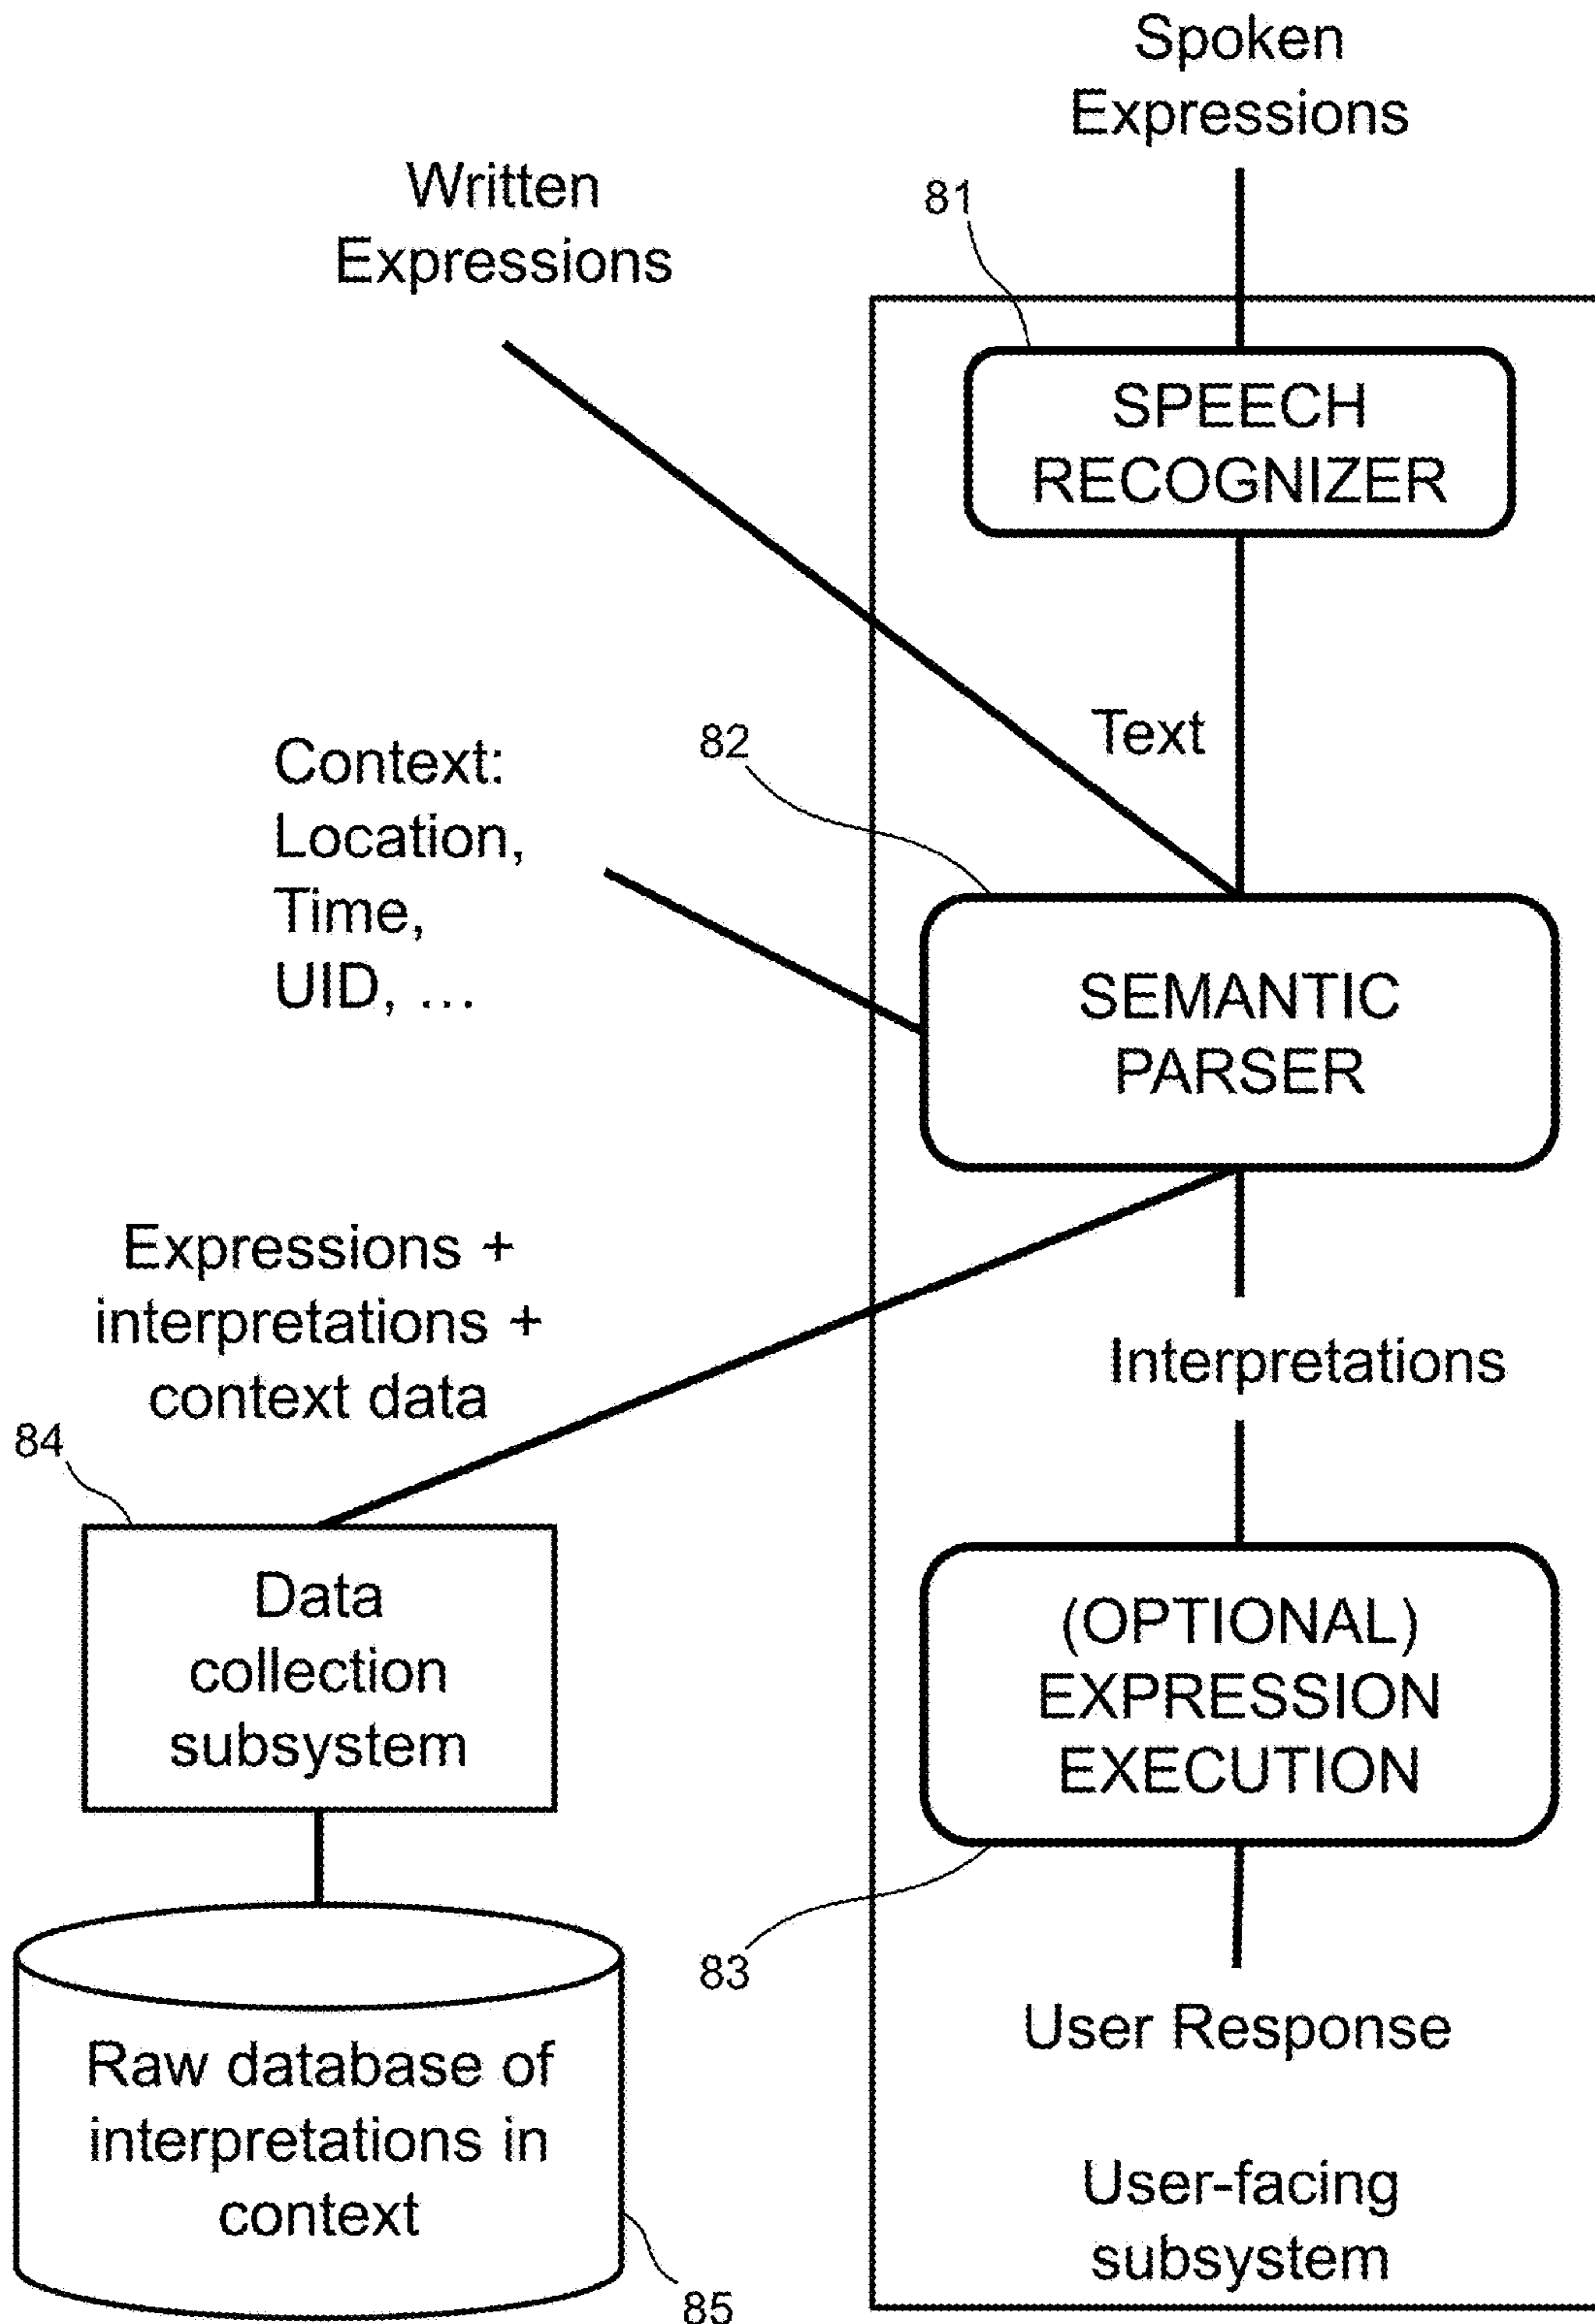 Spoken
Expressions
Written
Expressions
81
SPEECH
RECOGNIZER
Text
82
Context:
Location,
Time,
UID, ...
SEMANTIC
PARSER
Expressions +
interpretations +
context data
Interpretations
84
Data
collection
subsystem
(OPTIONAL)
EXPRESSION
EXECUTION
83
User Response
Raw database of
interpretations in
context
User-facing
subsystem
85